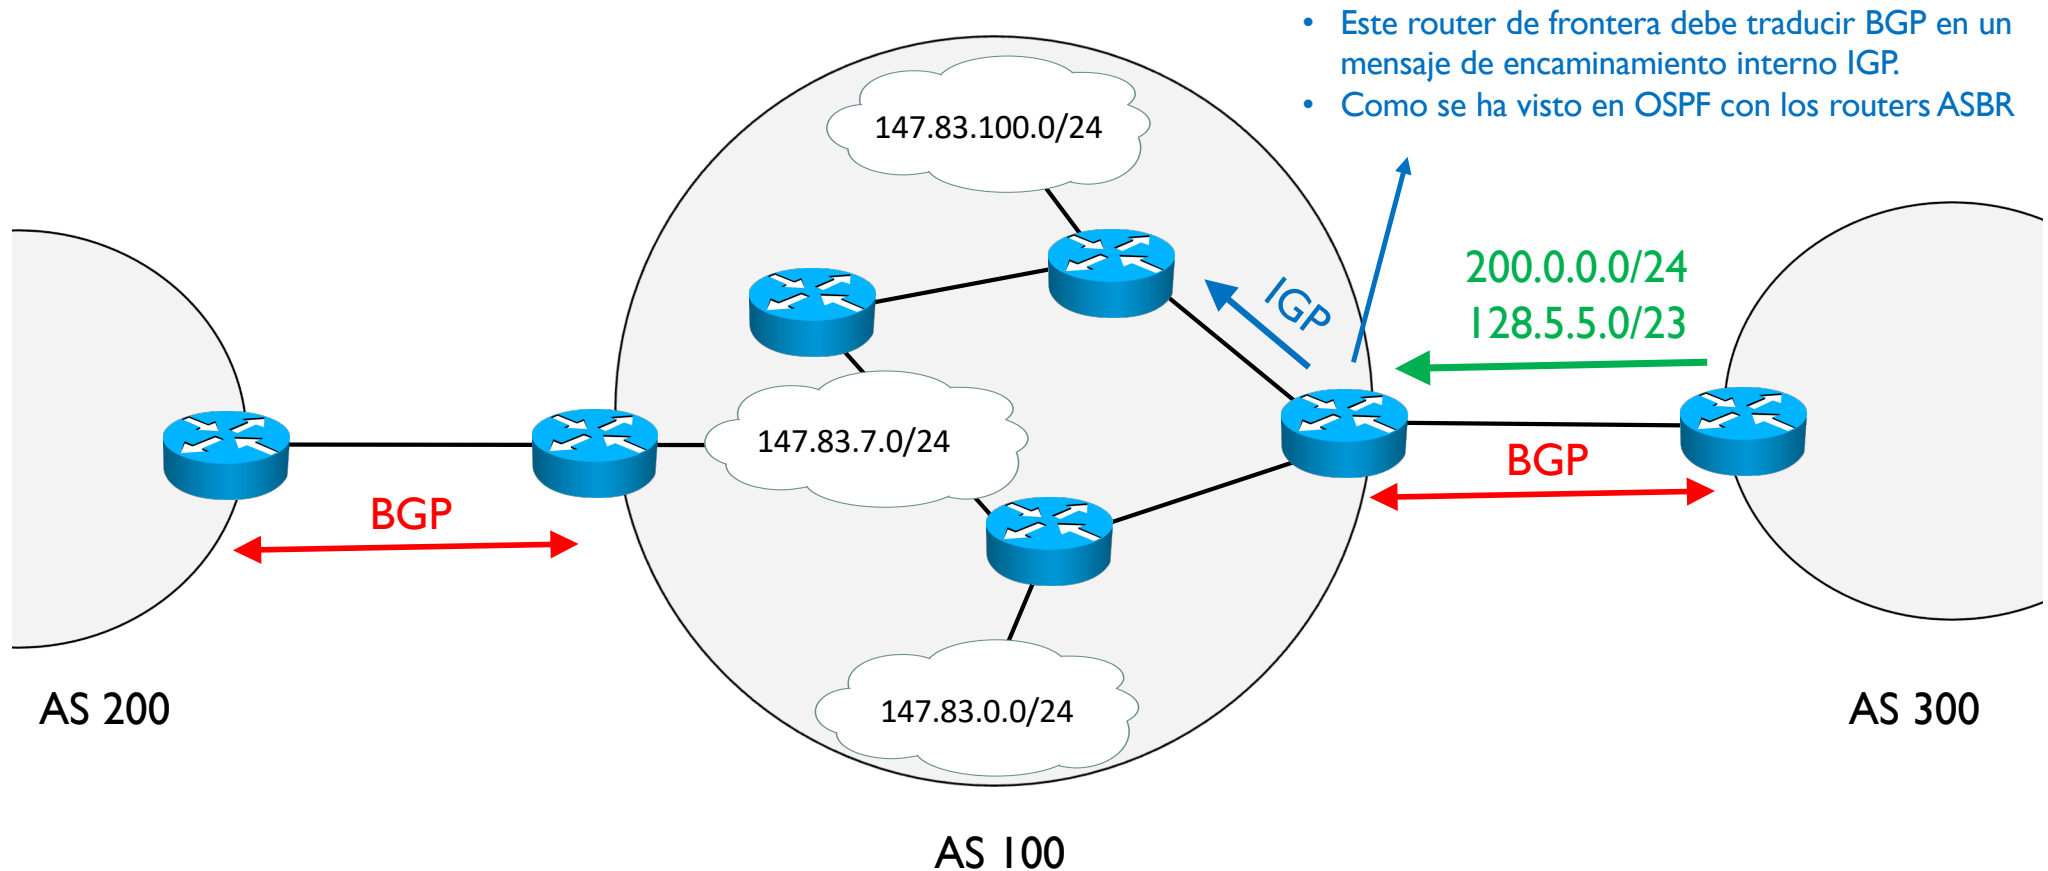 • Este router de frontera debe traducir BGP en un
mensaje de encaminamiento interno IGP.
• Como se ha visto en OSPF con los routers ASBR
147.83.100.0/24
200.0.0.0/24
IGP
128.5.5.0/23
147.83.7.0/24
BGP
BGP
147.83.0.0/24
AS 200
AS 300
AS 100